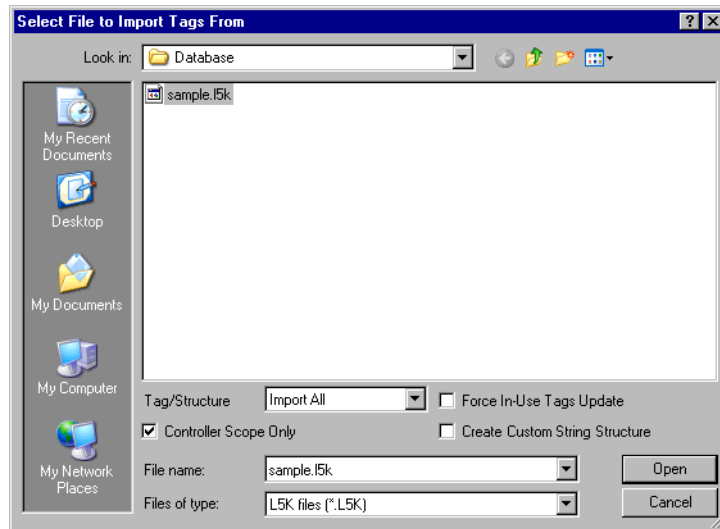 Select File to Import Tags From
Look in: Database
sample.l5k
My Recent
Documents
Desktop
My Documents
My Computer
My Network
Places
Tag/Structure Import All Force In-Use Tags Update
Controller Scope Only Create Custom String Structure
File name: sample.l5k Open
Files of type: L5K files (*.L5K) Cancel